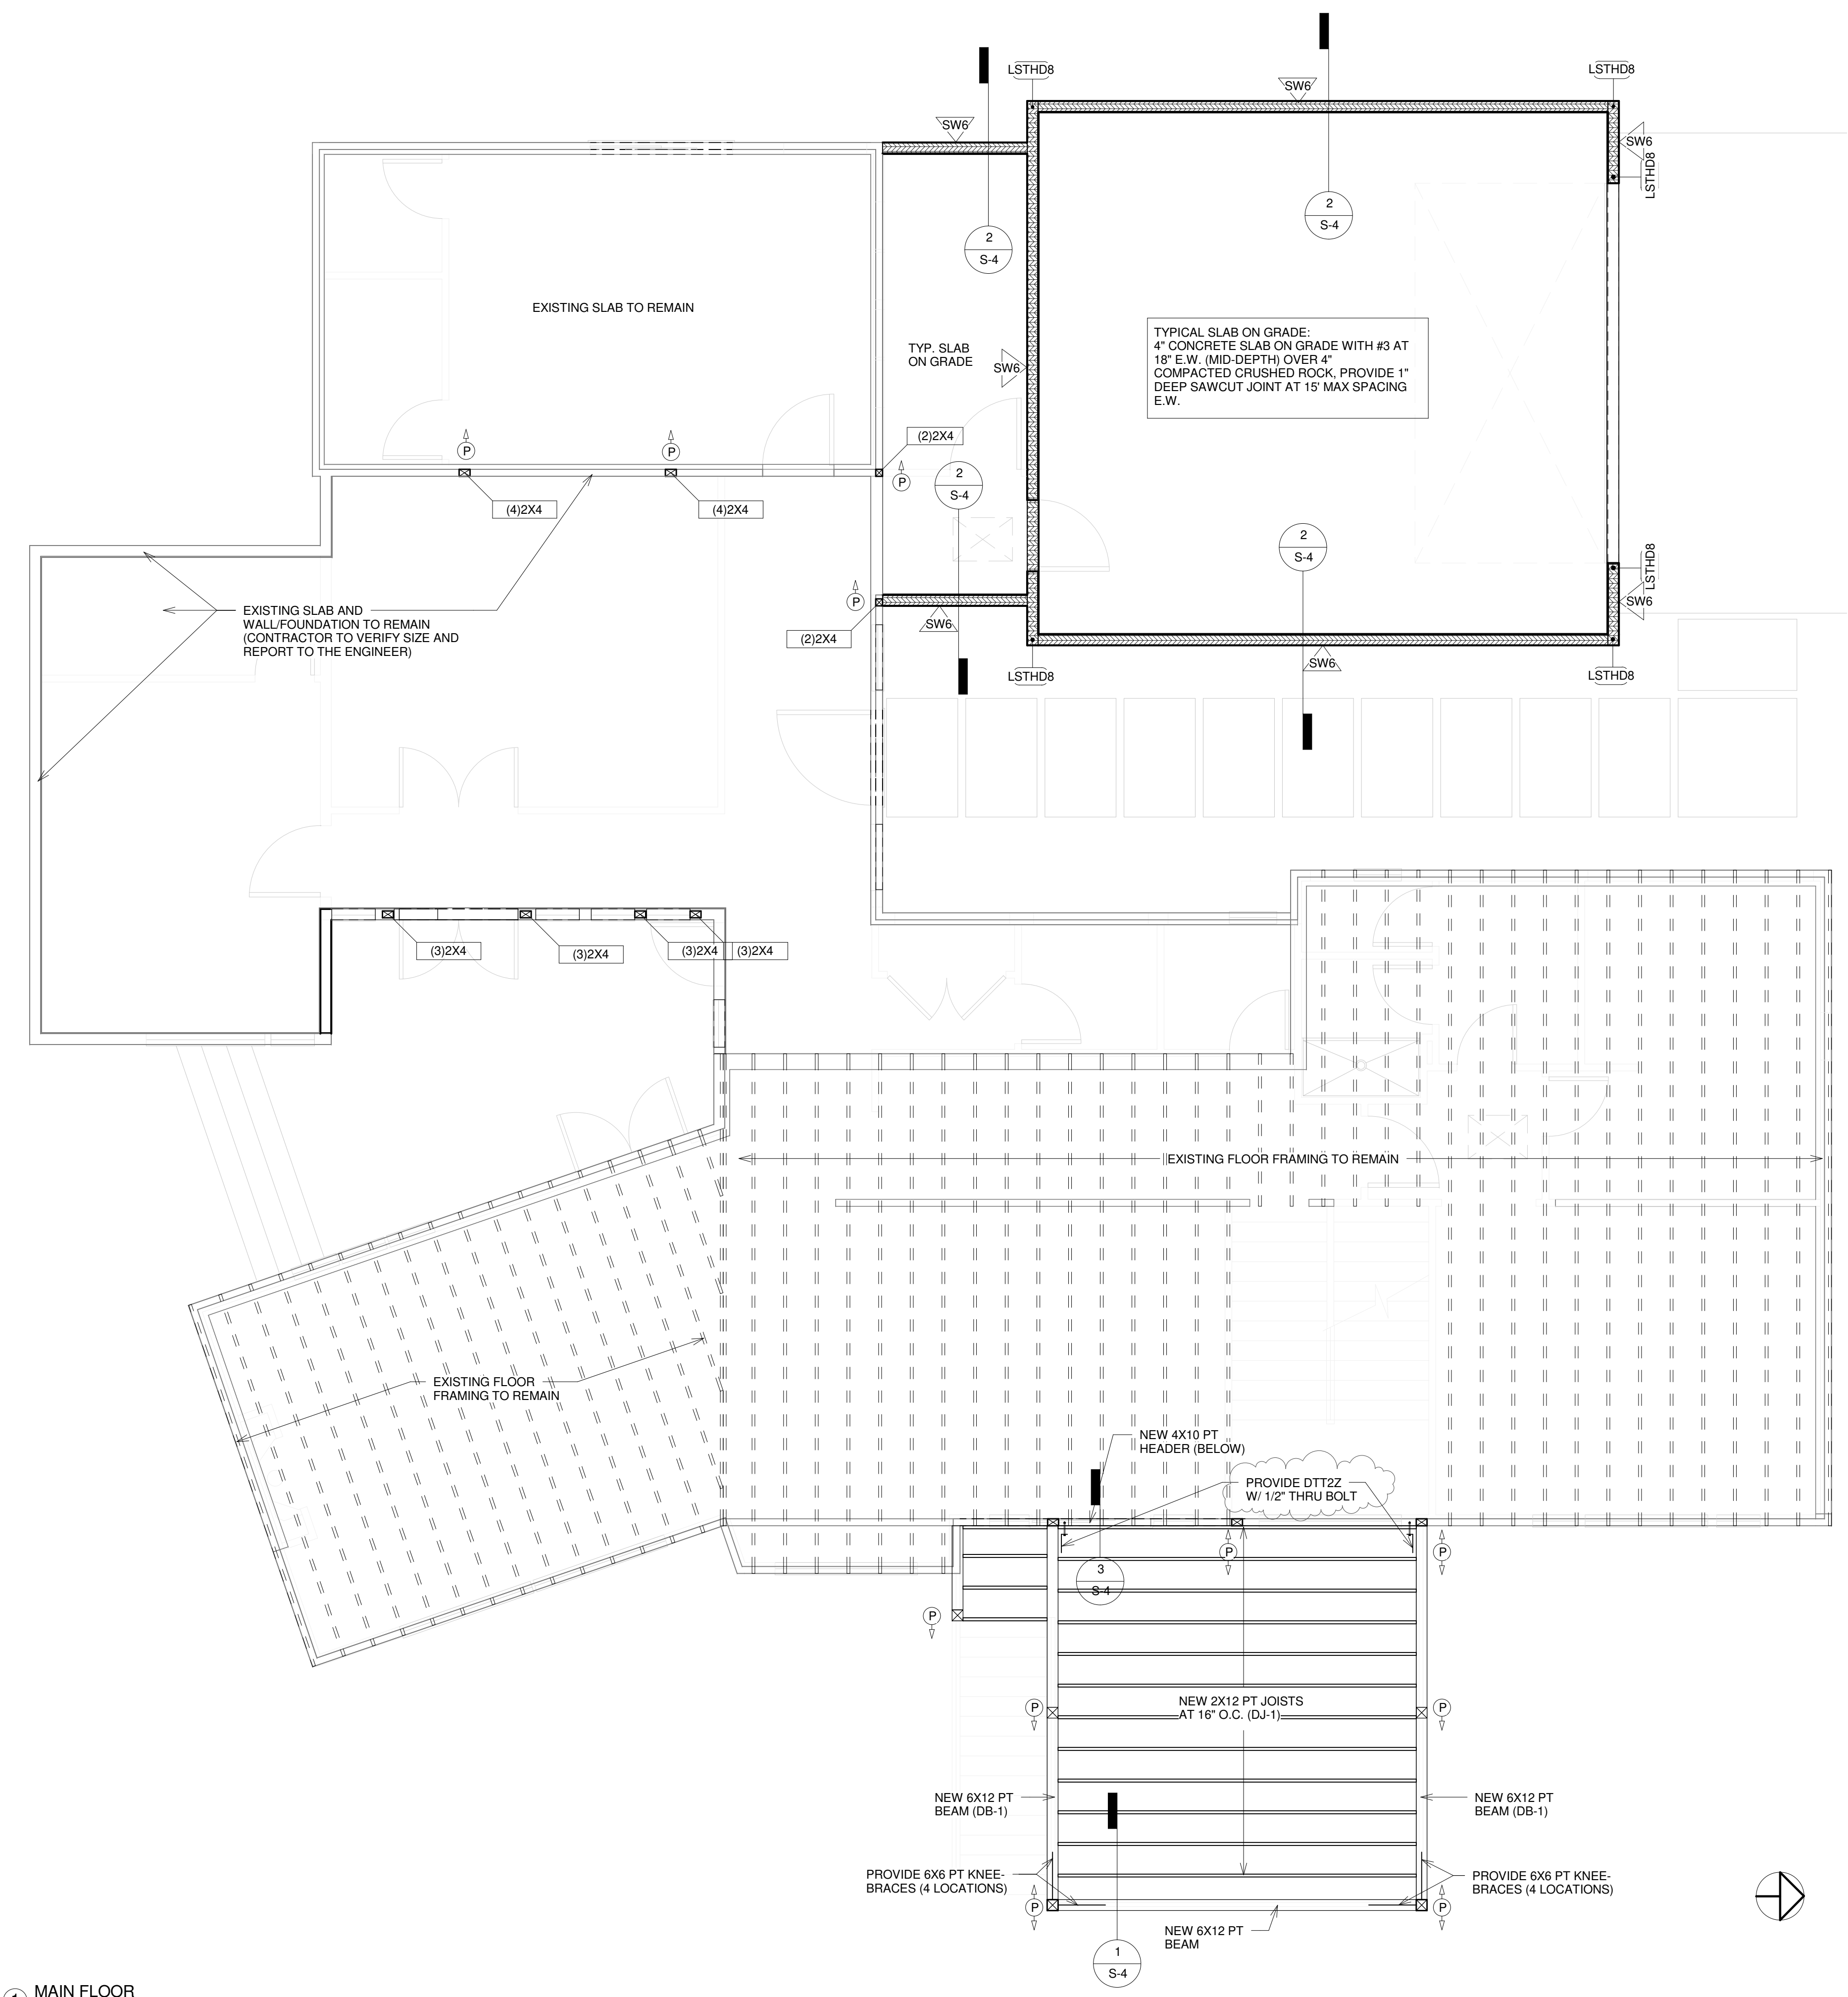 LSTHD8
LSTHD8
SW6
SW6
SW6
LSTHD8
2
S-4
2
S-4
EXISTING SLAB TO REMAIN
TYPICAL SLAB ON GRADE:
4" CONCRETE SLAB ON GRADE WITH #3 AT
18" E.W. (MID-DEPTH) OVER 4"
COMPACTED CRUSHED ROCK, PROVIDE 1"
DEEP SAWCUT JOINT AT 15' MAX SPACING
E.W.
TYP. SLAB
ON GRADE
SW6
(2)2X4
P
P
P
2
S-4
(4)2X4
(4)2X4
2
S-4
LSTHD8
P
SW6
EXISTING SLAB AND
WALL/FOUNDATION TO REMAIN
(CONTRACTOR TO VERIFY SIZE AND
REPORT TO THE ENGINEER)
SW6
(2)2X4
SW6
LSTHD8
LSTHD8
(3)2X4
(3)2X4
(3)2X4
(3)2X4
EXISTING FLOOR FRAMING TO REMAIN
EXISTING FLOOR
FRAMING TO REMAIN
NEW 4X10 PT
HEADER (BELOW)
PROVIDE DTT2Z
W/ 1/2" THRU BOLT
P
P
3
S-4
P
NEW 2X12 PT JOISTS
AT 16" O.C. (DJ-1)
P
P
NEW 6X12 PT
BEAM (DB-1)
NEW 6X12 PT
BEAM (DB-1)
PROVIDE 6X6 PT KNEE-
BRACES (4 LOCATIONS)
PROVIDE 6X6 PT KNEE-
BRACES (4 LOCATIONS)
P
P
NEW 6X12 PT
BEAM
1
S-4
MAIN FLOOR